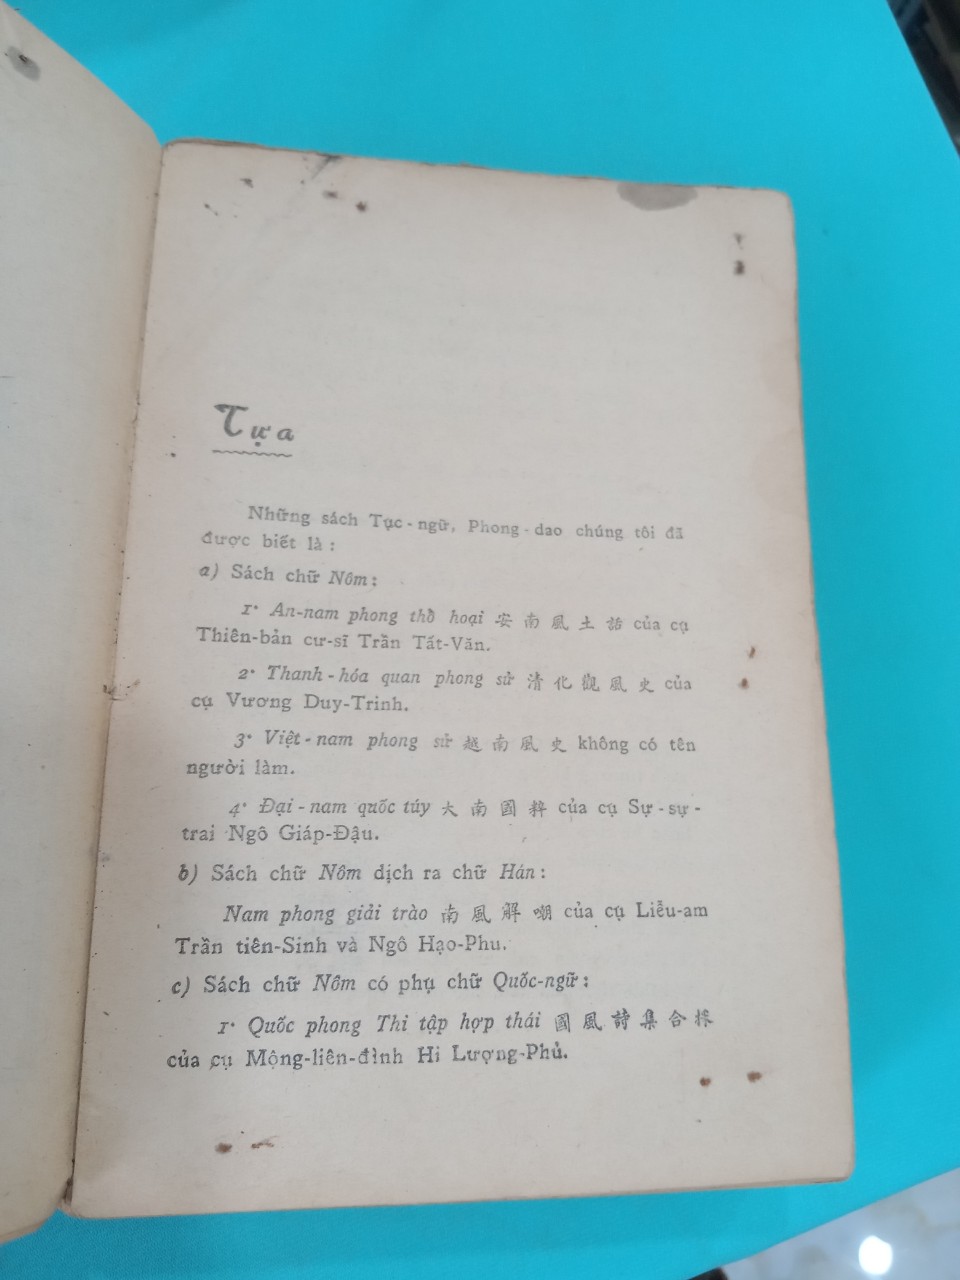 Tựa
Những sách Tục-ngữ, Phong-dao chúng tôi đã
được biết là :
a) Sách chữ Nôm :
1· An-nam phong thổ hoại 安南風土話 của cụ
Thiên-bản cư-sĩ Trần Tất-Văn.
2· Thanh-hóa quan phong sử 清化觀風史 của
cụ Vương Duy-Trinh.
3· Việt-nam phong sử 越南風史 không có tên
người làm.
4· Đại-nam quốc túy 大南國粹 của cụ Sự-sự-
trai Ngô Giáp-Đậu.
b) Sách chữ Nôm dịch ra chữ Hán :
Nam phong giải trào 南風解嘲 của cụ Liễu-am
Trần tiên-Sinh và Ngô Hạo-Phu.
c) Sách chữ Nôm có phụ chữ Quốc-ngữ :
1· Quốc phong Thi tập hợp thái 國風詩集合採
của cụ Mộng-liên-đình Hi Lượng-Phủ.